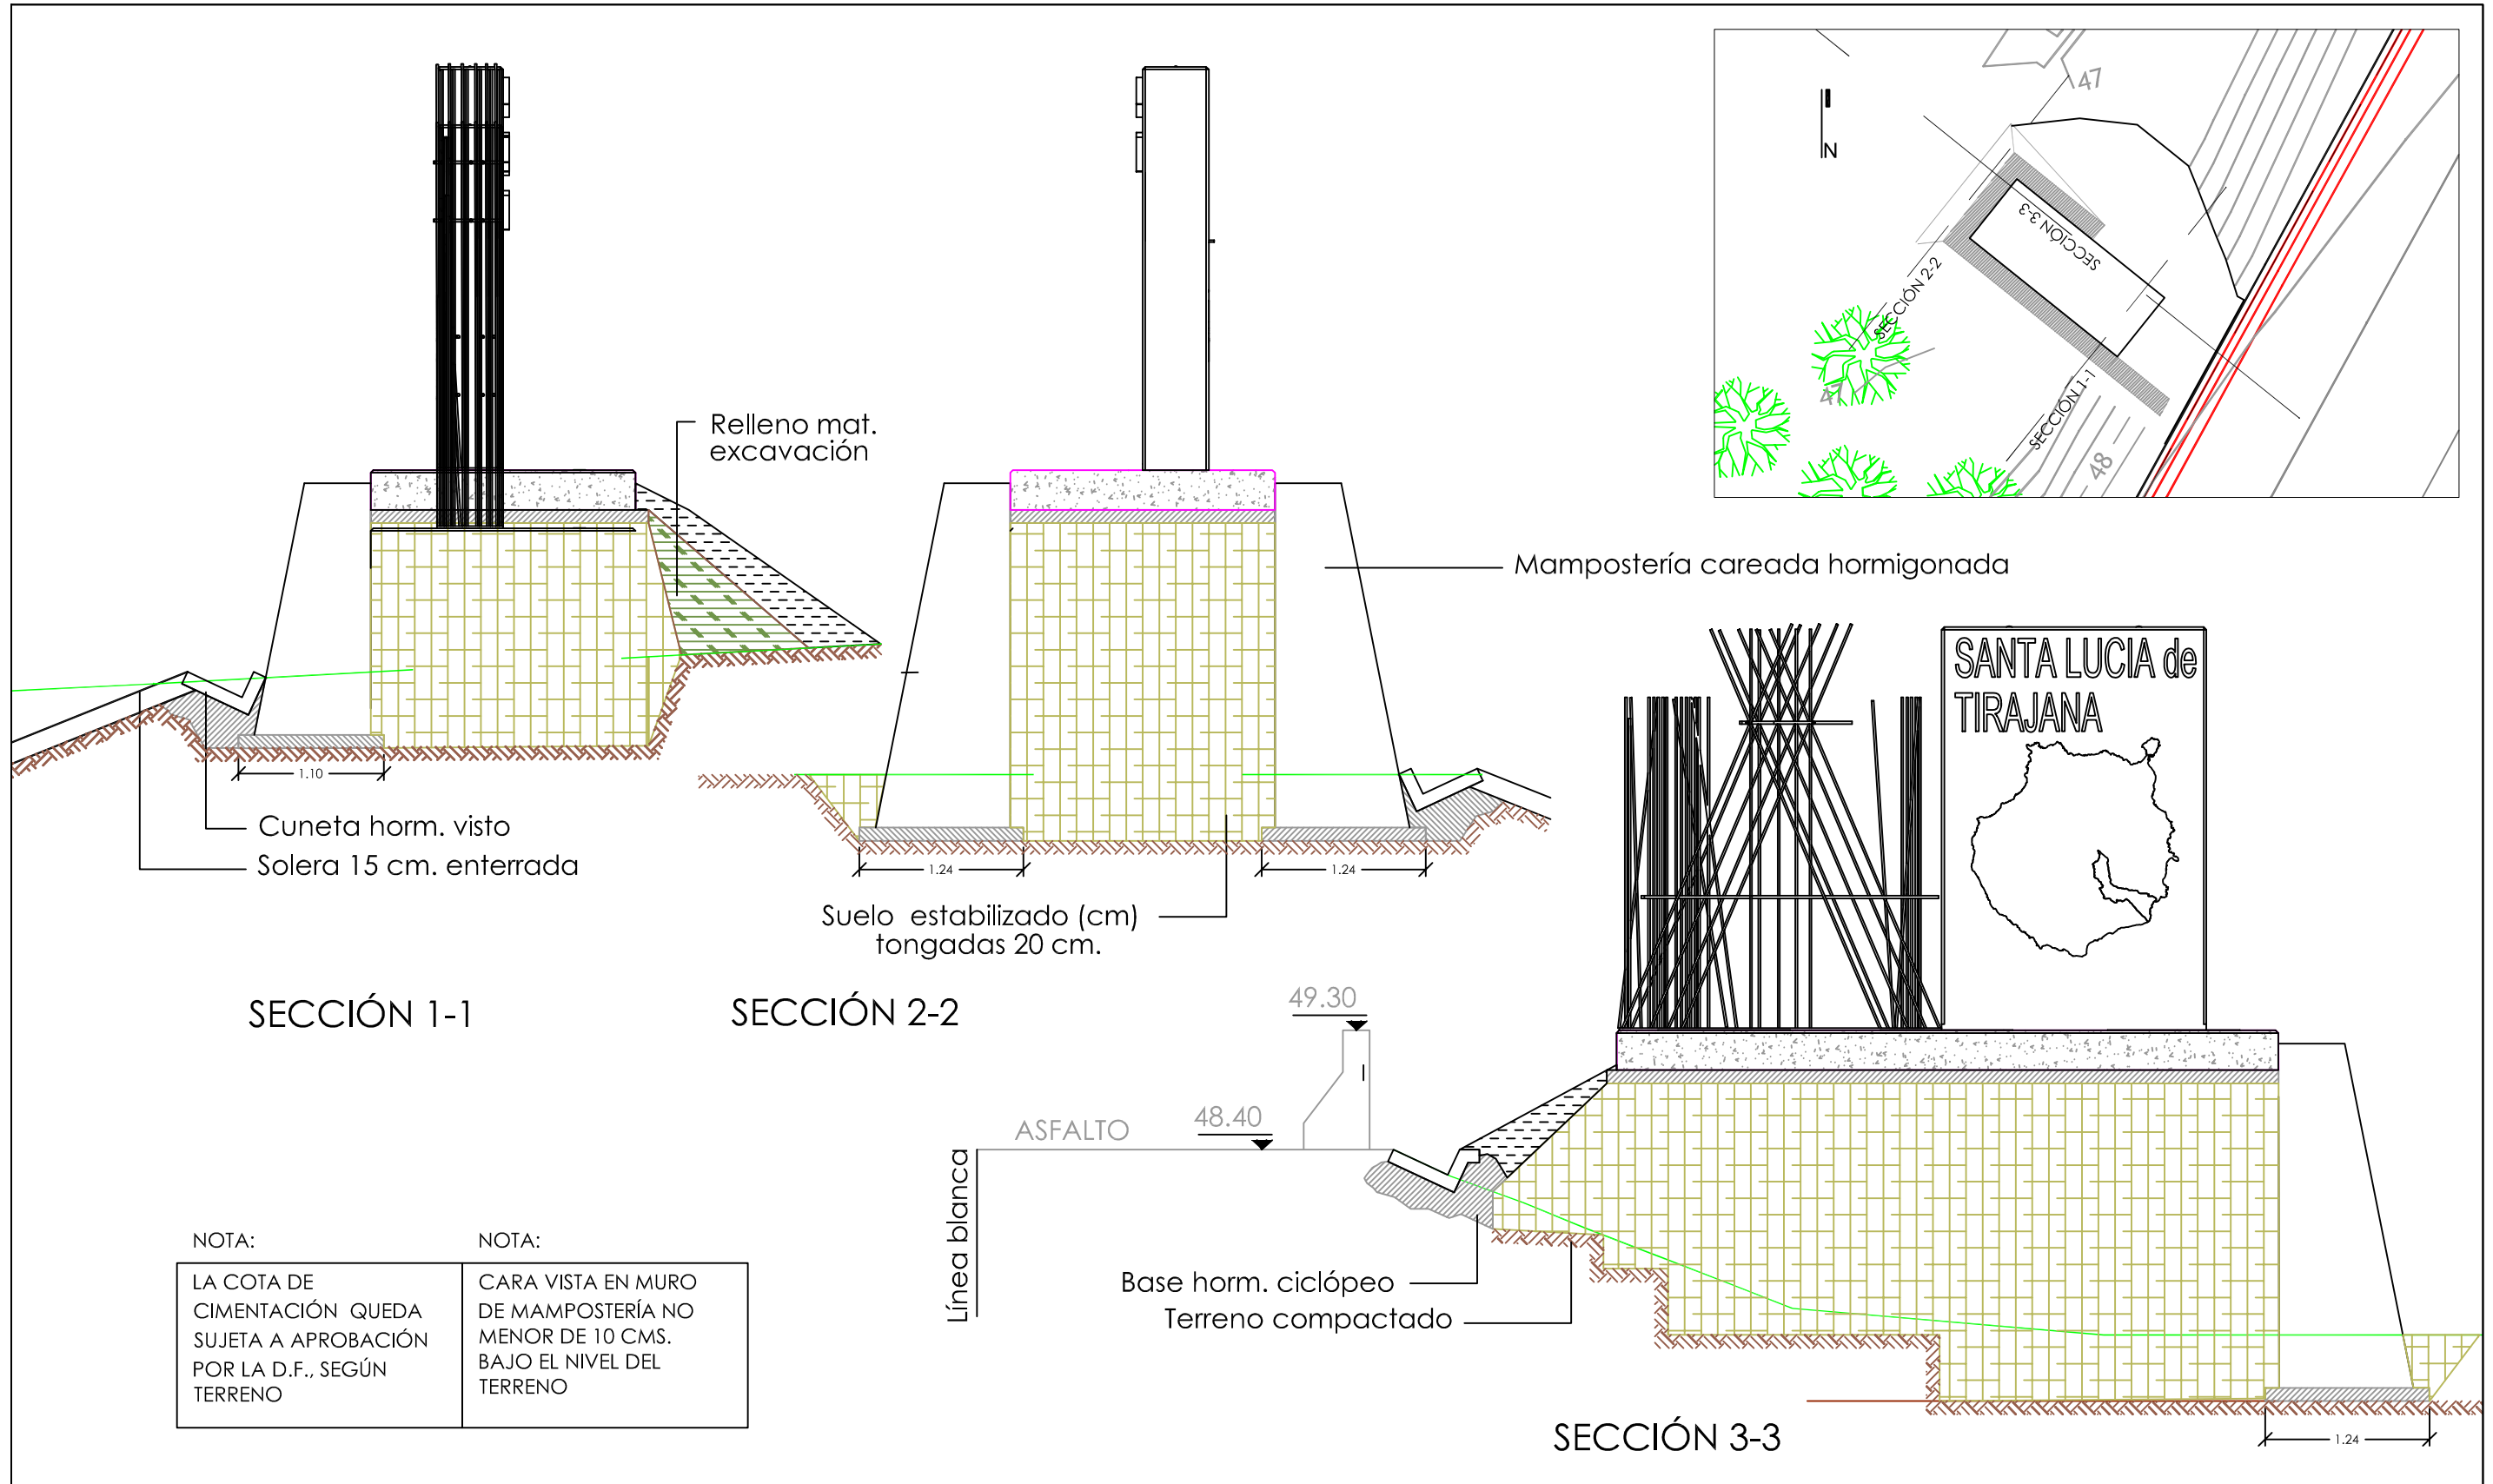 47
N
SECCIÓN 3-3
SECCIÓN 2-2
47
SECCIÓN 1-1
48
Relleno mat.
excavación
Mampostería careada hormigonada
SANTA LUCIA de
TIRAJANA
1.10
Cuneta horm. visto
Solera 15 cm. enterrada
1.24
1.24
Suelo estabilizado (cm)
tongadas 20 cm.
SECCIÓN 1-1
SECCIÓN 2-2
49.30
48.40
ASFALTO
Línea blanca
Base horm. ciclópeo
Terreno compactado
1.24
SECCIÓN 3-3
NOTA:
LA COTA DE
CIMENTACIÓN QUEDA
SUJETA A APROBACIÓN
POR LA D.F., SEGÚN
TERRENO
NOTA:
CARA VISTA EN MURO
DE MAMPOSTERÍA NO
MENOR DE 10 CMS.
BAJO EL NIVEL DEL
TERRENO